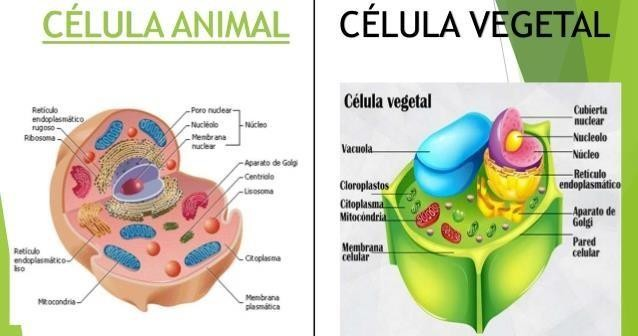 CÉLULA ANIMAL
Retículo
endoplasmático
rugoso
Ribosoma
Poro nuclear
Nucléolo
Membrana
nuclear
Núcleo
Aparato de Golgi
Centriolo
Lisosoma
Retículo
endoplasmático
liso
Citoplasma
Mitocondria
Membrana
plasmática
CÉLULA VEGETAL
Célula vegetal
Vacuola
Cloroplastos
Citoplasma
Mitocóndria
Membrana
celular
Cubierta
nuclear
Nucleolo
Núcleo
Retículo
endoplasmático
Aparato de
Golgi
Pared
celular